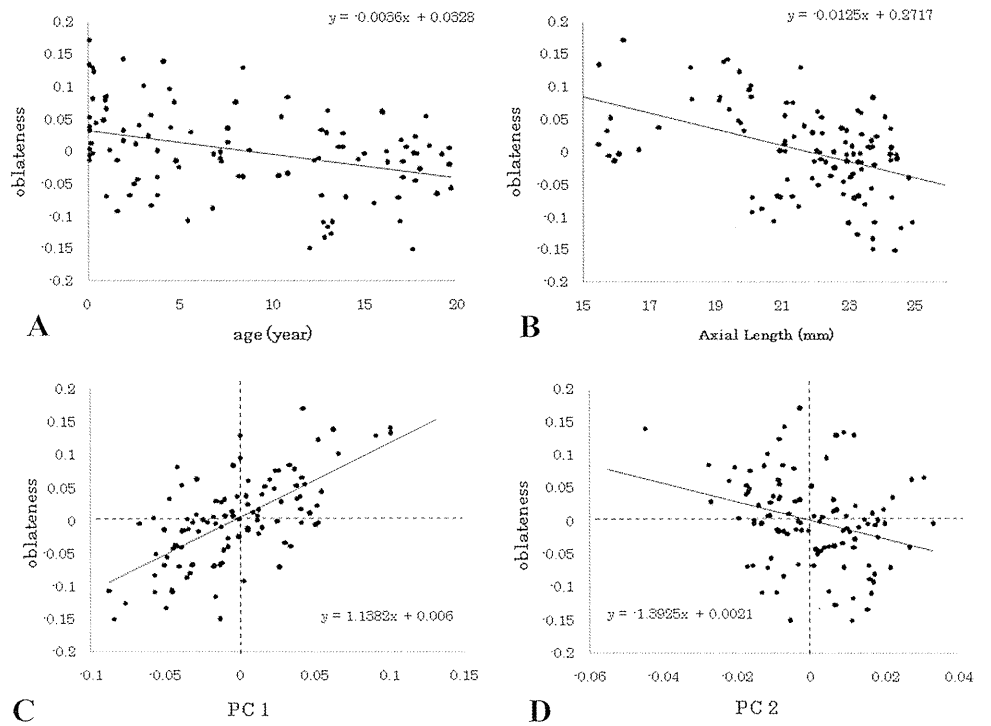 y = -0.0036x + 0.0328
0.2
0.15
0.1
0.05
0
-0.05
-0.1
-0.15
-0.2
oblateness
0 5 10 15 20
age (year)
A
y = -0.0125x + 0.2717
0.2
0.15
0.1
0.05
0
-0.05
-0.1
-0.15
-0.2
oblateness
15 17 19 21 23 25
Axial Length (mm)
B
0.2
0.15
0.1
0.05
0
-0.05
-0.1
-0.15
-0.2
oblateness
y = 1.1382x + 0.006
-0.1 -0.05 0 0.05 0.1 0.15
PC 1
C
0.2
0.15
0.1
0.05
0
-0.05
-0.1
-0.15
-0.2
oblateness
y = -1.3925x + 0.0021
-0.06 -0.04 -0.02 0 0.02 0.04
PC 2
D